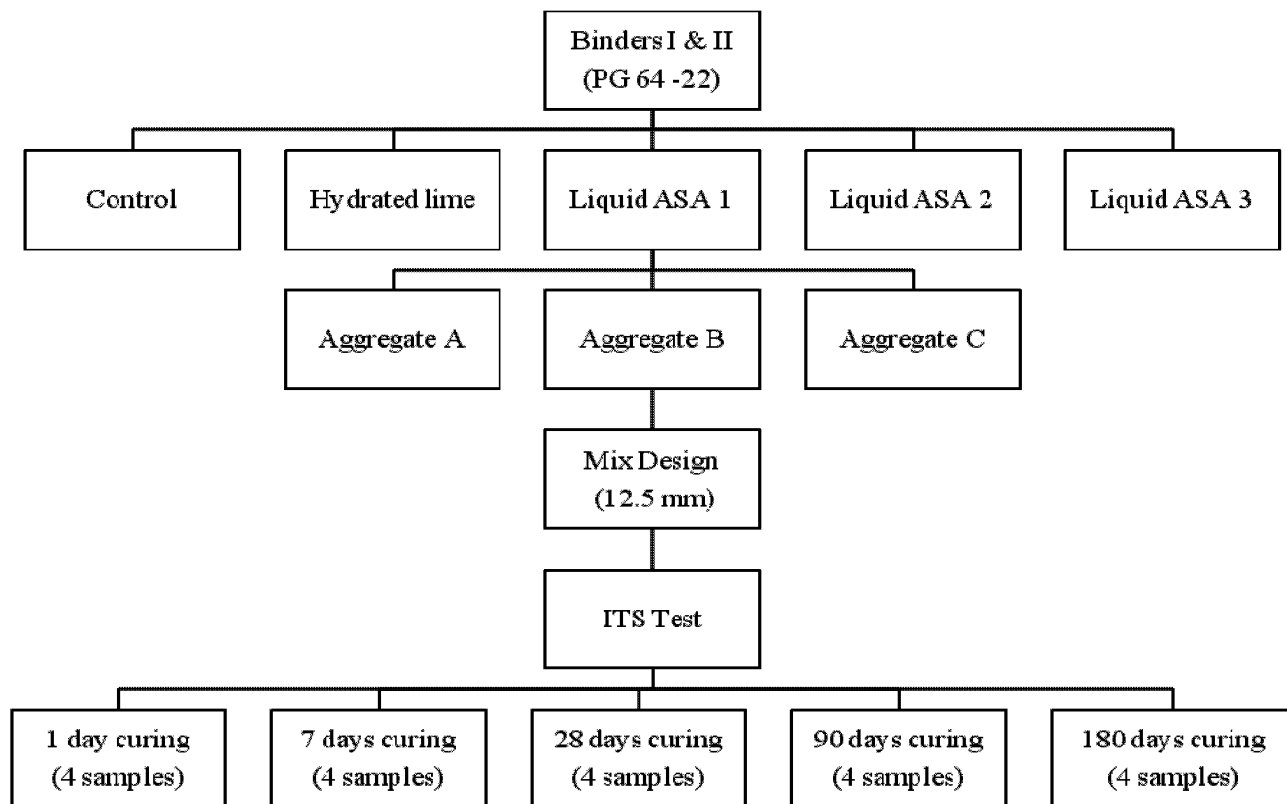 Binders I & II
(PG 64 -22)
Control
Hydrated lime
Liquid ASA 1
Liquid ASA 2
Liquid ASA 3
Aggregate A
Aggregate B
Aggregate C
Mix Design
(12.5 mm)
ITS Test
1 day curing
(4 samples)
7 days curing
(4 samples)
28 days curing
(4 samples)
90 days curing
(4 samples)
180 days curing
(4 samples)